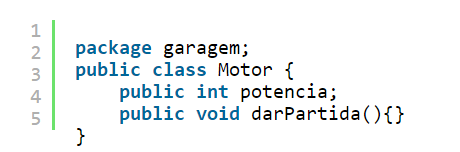 1
2 package garagem;
3 public class Motor {
4     public int potencia;
5     public void darPartida(){}
}